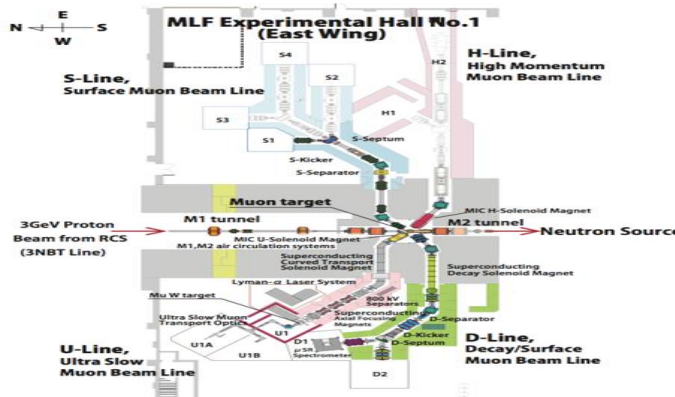 E
N S
W
MLF Experimental Hall No.1
(East Wing)
H-Line,
High Momentum
Muon Beam Line
S-Line,
Surface Muon Beam Line
S4
S2
H2
H1
S3
S1
S-Septum
S-Kicker
S-Separator
Muon target
MIC H-Solenoid Magnet
M1 tunnel
M2 tunnel
3GeV Proton
Beam from RCS
(3NBT Line)
Neutron Source
MIC U-Solenoid Magnet
M1,M2 air circulation systems
Superconducting
Curved Transport
Solenoid Magnet
Superconducting
Decay Solenoid Magnet
Lyman-α Laser System
Mu W target
800 kV
Separators
Ultra Slow Muon
Transport Optics
Superconducting
Axial Focusing
Magnets
D-Separator
U1
D-Kicker
D-Septum
U1A
U1B
D1
μSR
Spectrometer
D2
U-Line,
Ultra Slow
Muon Beam Line
D-Line,
Decay/Surface
Muon Beam Line